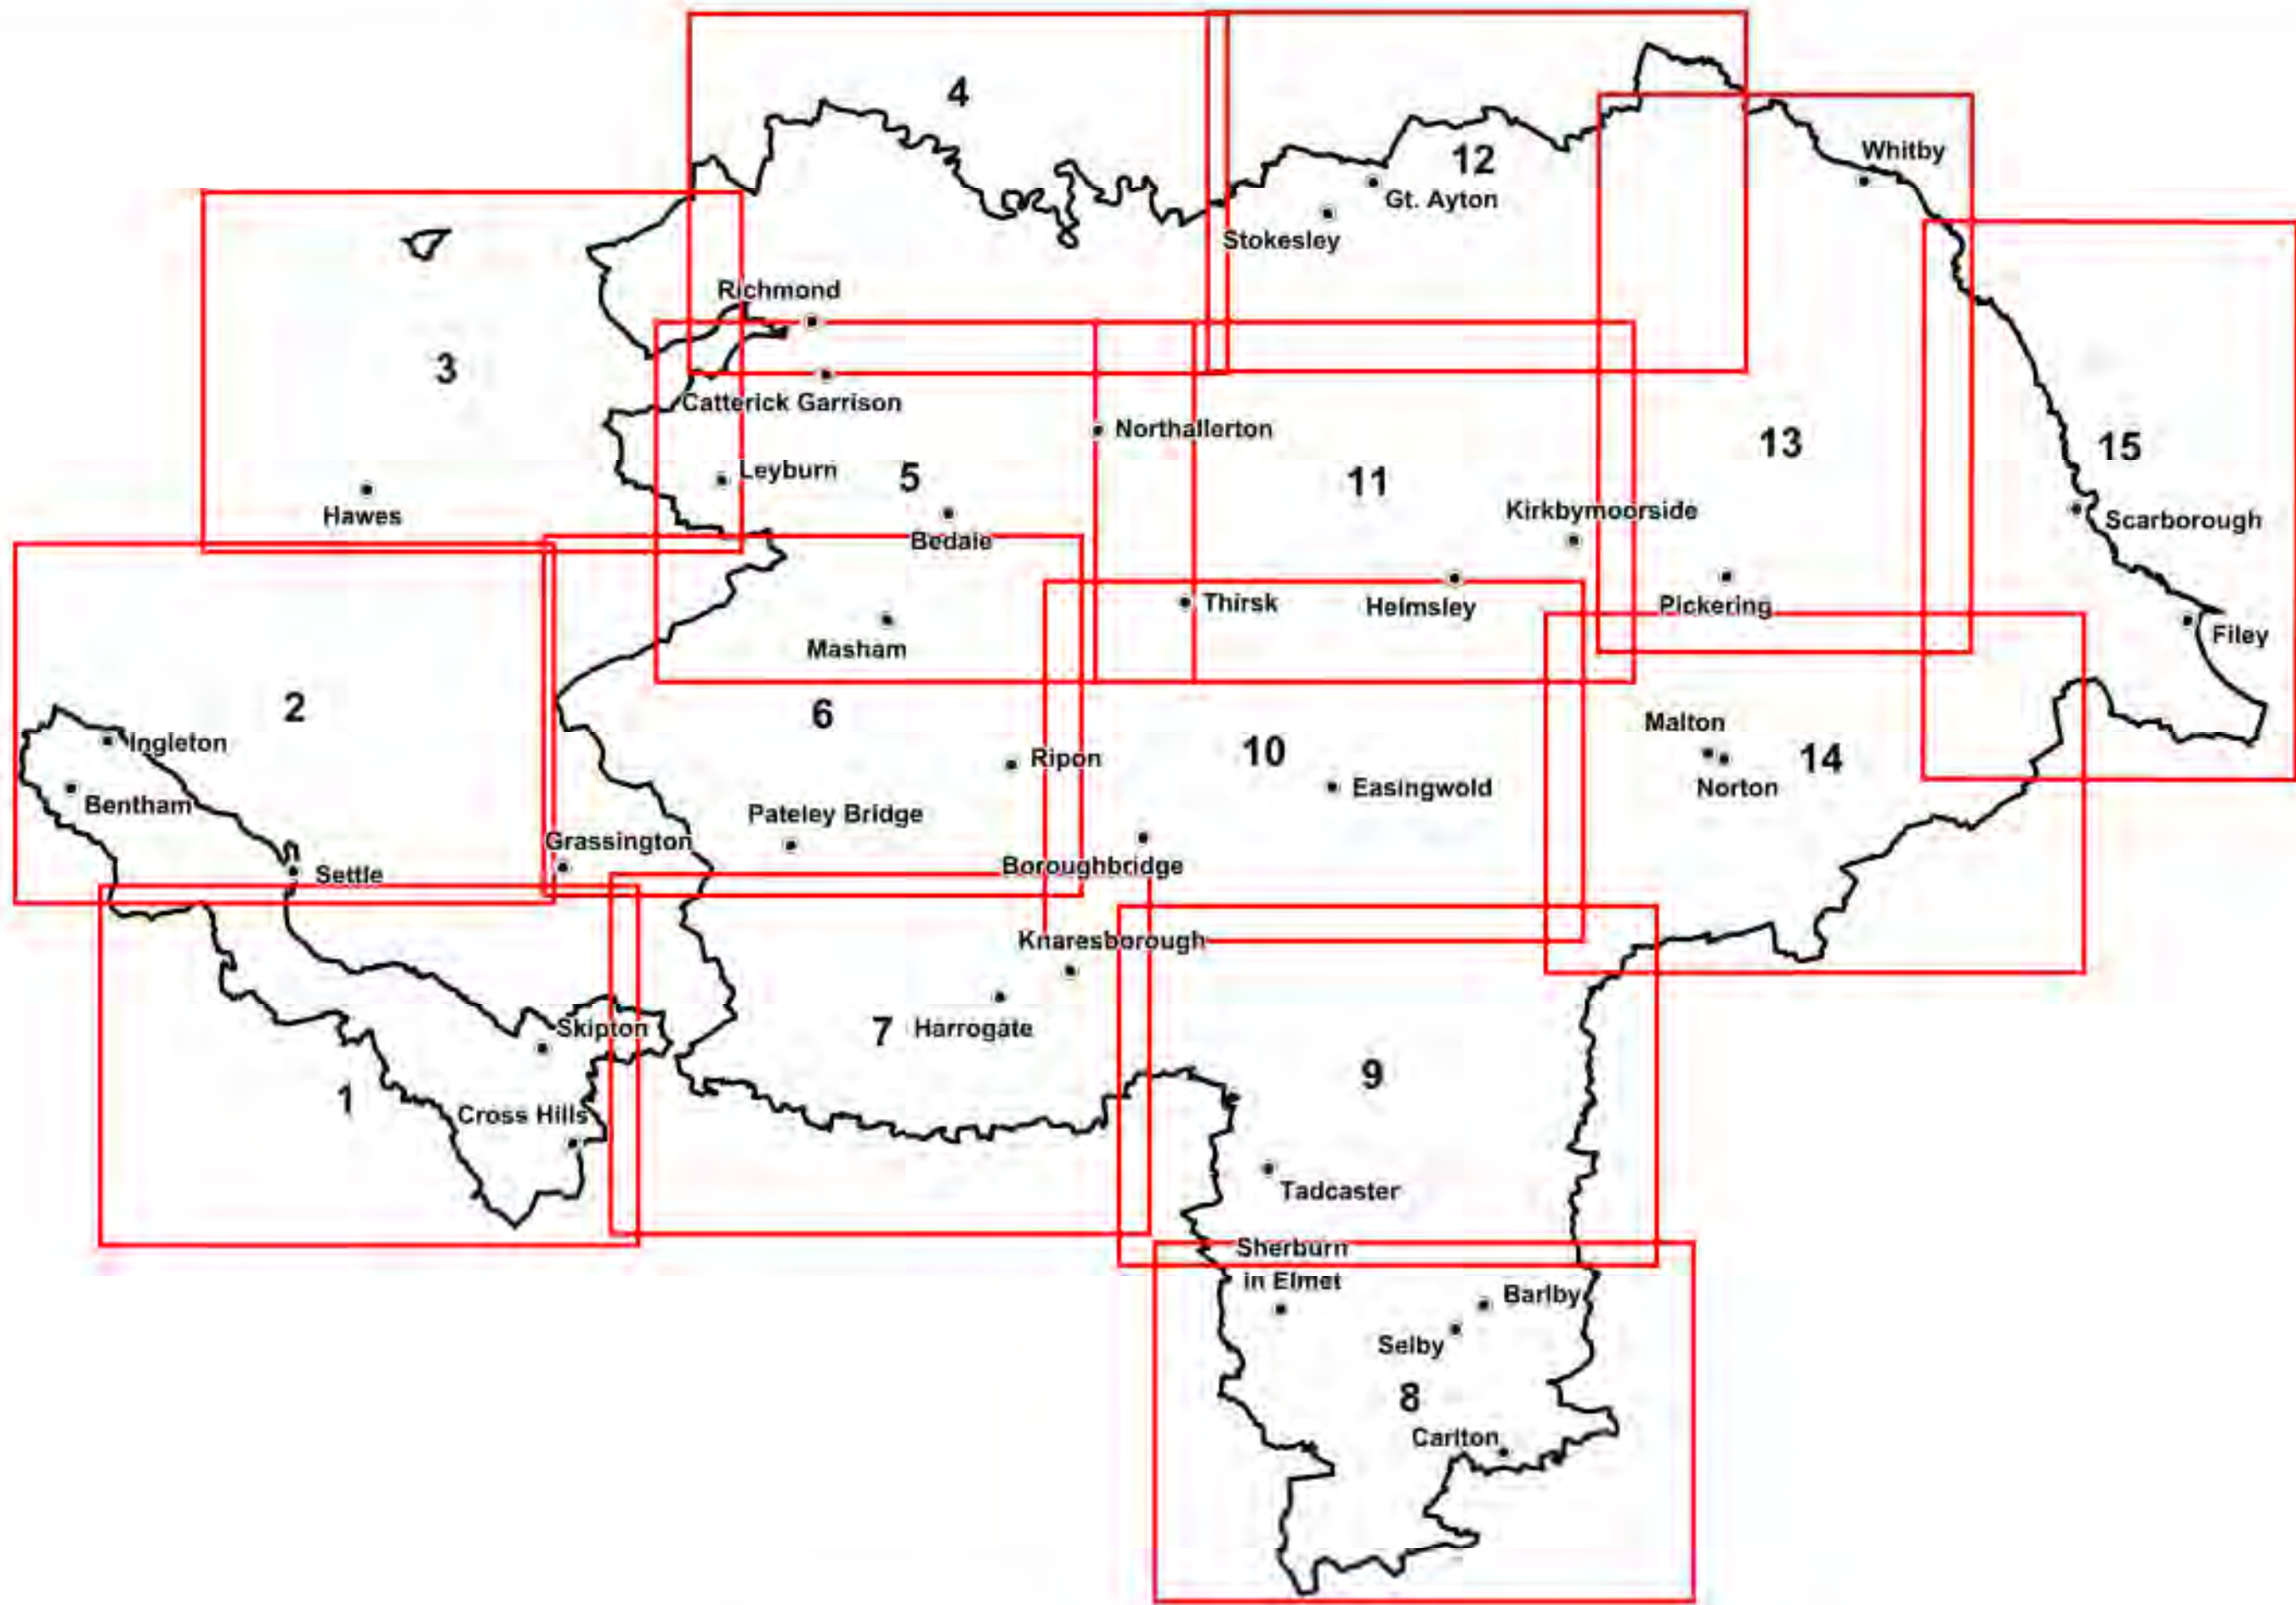 4
12
Whitby
Gt. Ayton
Stokesley
Richmond
3
Catterick Garrison
Northallerton
13
15
Leyburn
5
11
Hawes
Kirkbymoorside
Scarborough
Bedale
Thirsk
Helmsley
Pickering
Filey
Masham
2
6
Malton
Ingleton
Ripon
10
14
Easingwold
Norton
Bentham
Pateley Bridge
Grassington
Boroughbridge
Settle
Knaresborough
Skipton
7
Harrogate
9
1
Cross Hills
Tadcaster
Sherburn
in Elmet
Barlby
Selby
8
Carlton